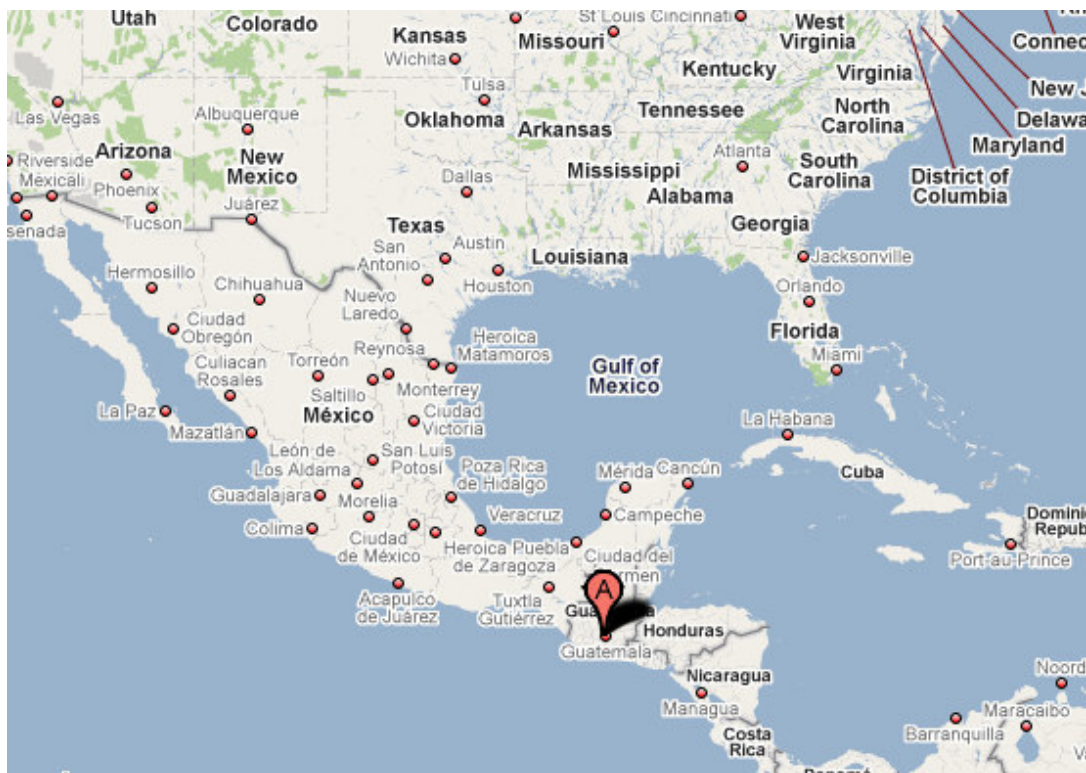 Utah
Colorado
Kansas
Wichita
St Louis
Cincinnati
Missouri
West
Virginia
Kentucky
Virginia
Connec
New J
Delawa
Maryland
District of
Columbia
Las Vegas
Albuquerque
Tulsa
Oklahoma
Arkansas
Tennessee
North
Carolina
Riverside
Mexicali
Arizona
Phoenix
Tucson
New
Mexico
Juárez
Dallas
Mississippi
Alabama
Atlanta
South
Carolina
Georgia
senada
Texas
San
Antonio
Austin
Houston
Louisiana
Jacksonville
Orlando
Florida
Miami
Hermosillo
Chihuahua
Nuevo
Laredo
Ciudad
Obregón
Culiacan
Rosales
Torreón
Reynosa
Heroica
Matamoros
Saltillo
Monterrey
México
Gulf of
Mexico
La Paz
Mazatlán
Ciudad
Victoria
La Habana
Cuba
León de
Los Aldama
San Luis
Potosí
Poza Rica
de Hidalgo
Mérida
Cancún
Guadalajara
Morelia
Campeche
Colima
Ciudad
de México
Veracruz
Heroica Puebla
de Zaragoza
Ciudad del
Domini
Republ
Port-au-Prince
Acapulco
de Juárez
Tuxtla
Gutiérrez
A
Guatemala
Honduras
Nicaragua
Managua
Costa
Rica
Noord
Maracaibo
Barranquilla